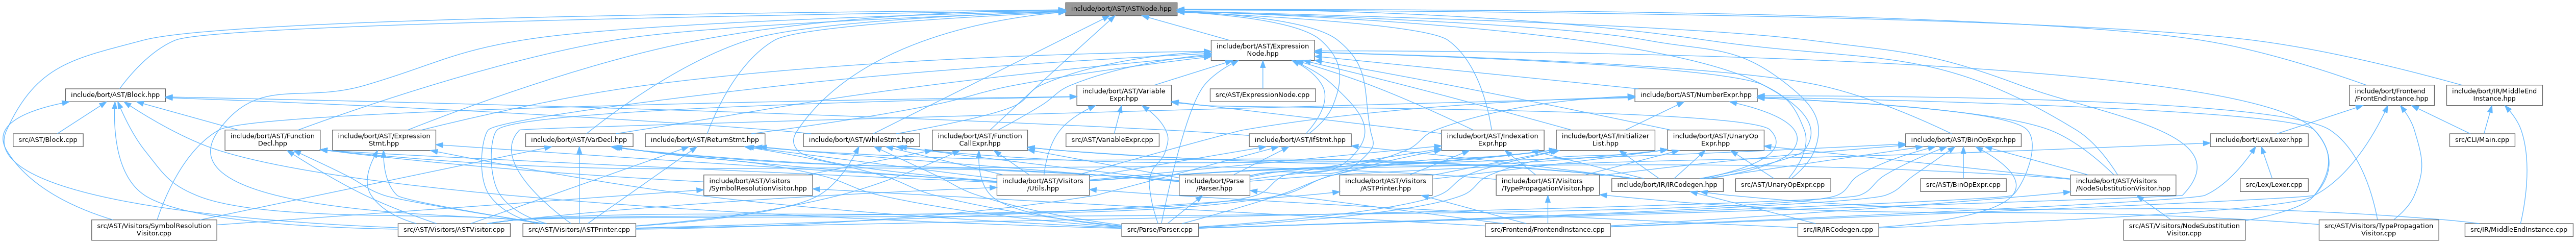 include/bort/AST/ASTNode.hpp
include/bort/AST/Expression
Node.hpp
include/bort/AST/Block.hpp
include/bort/AST/Variable
Expr.hpp
src/AST/ExpressionNode.cpp
include/bort/AST/NumberExpr.hpp
include/bort/Frontend
/FrontEndInstance.hpp
include/bort/IR/MiddleEnd
Instance.hpp
src/AST/Block.cpp
include/bort/AST/Function
Decl.hpp
include/bort/AST/Expression
Stmt.hpp
include/bort/AST/VarDecl.hpp
include/bort/AST/ReturnStmt.hpp
include/bort/AST/WhileStmt.hpp
include/bort/AST/Function
CallExpr.hpp
src/AST/VariableExpr.cpp
include/bort/AST/IfStmt.hpp
include/bort/AST/Indexation
Expr.hpp
include/bort/AST/Initializer
List.hpp
include/bort/AST/UnaryOp
Expr.hpp
include/bort/AST/BinOpExpr.hpp
include/bort/Lex/Lexer.hpp
src/CLI/Main.cpp
include/bort/AST/Visitors
/SymbolResolutionVisitor.hpp
include/bort/AST/Visitors
/Utils.hpp
include/bort/Parse
/Parser.hpp
include/bort/AST/Visitors
/ASTPrinter.hpp
include/bort/AST/Visitors
/TypePropagationVisitor.hpp
include/bort/IR/IRCodegen.hpp
src/AST/UnaryOpExpr.cpp
src/AST/BinOpExpr.cpp
include/bort/AST/Visitors
/NodeSubstitutionVisitor.hpp
src/Lex/Lexer.cpp
src/AST/Visitors/SymbolResolution
Visitor.cpp
src/AST/Visitors/ASTVisitor.cpp
src/AST/Visitors/ASTPrinter.cpp
src/Parse/Parser.cpp
src/Frontend/FrontendInstance.cpp
src/IR/IRCodegen.cpp
src/AST/Visitors/NodeSubstitution
Visitor.cpp
src/AST/Visitors/TypePropagation
Visitor.cpp
src/IR/MiddleEndInstance.cpp